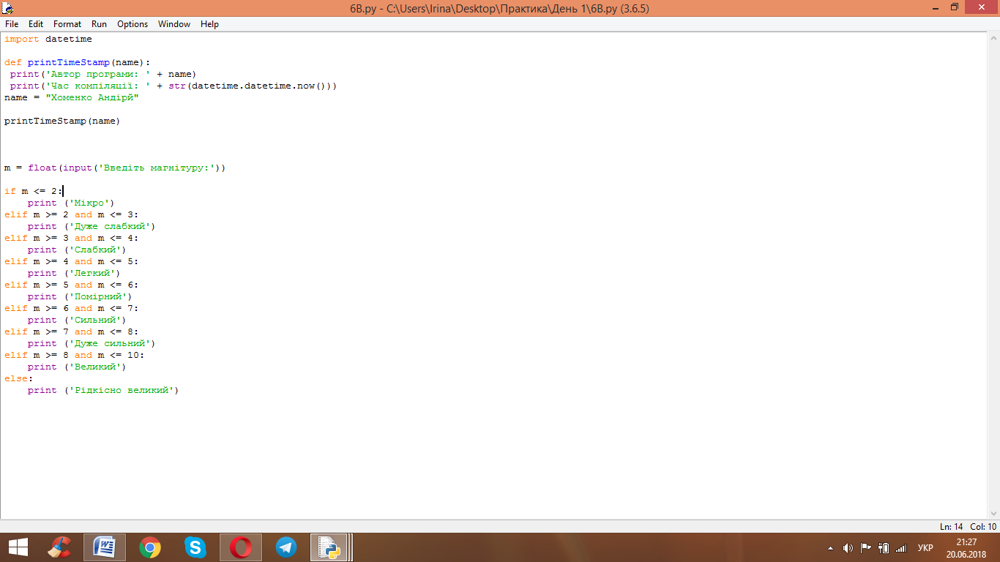 6B.py - C:\Users\Irina\Desktop\Практика\День 1\6B.py (3.6.5)
File Edit Format Run Options Window Help
import datetime
def printTimeStamp(name):
 print('Автор програми: ' + name)
 print('Час компіляції: ' + str(datetime.datetime.now()))
name = "Хоменко Андірй"
printTimeStamp(name)
m = float(input('Введіть магнітуру:'))
if m <= 2:
    print ('Мікро')
elif m >= 2 and m <= 3:
    print ('Дуже слабкий')
elif m >= 3 and m <= 4:
    print ('Слабкий')
elif m >= 4 and m <= 5:
    print ('Легкий')
elif m >= 5 and m <= 6:
    print ('Помірний')
elif m >= 6 and m <= 7:
    print ('Сильний')
elif m >= 7 and m <= 8:
    print ('Дуже сильний')
elif m >= 8 and m <= 10:
    print ('Великий')
else:
    print ('Рідкісно великий')
Ln: 14 Col: 10
УКР
21:27
20.06.2018